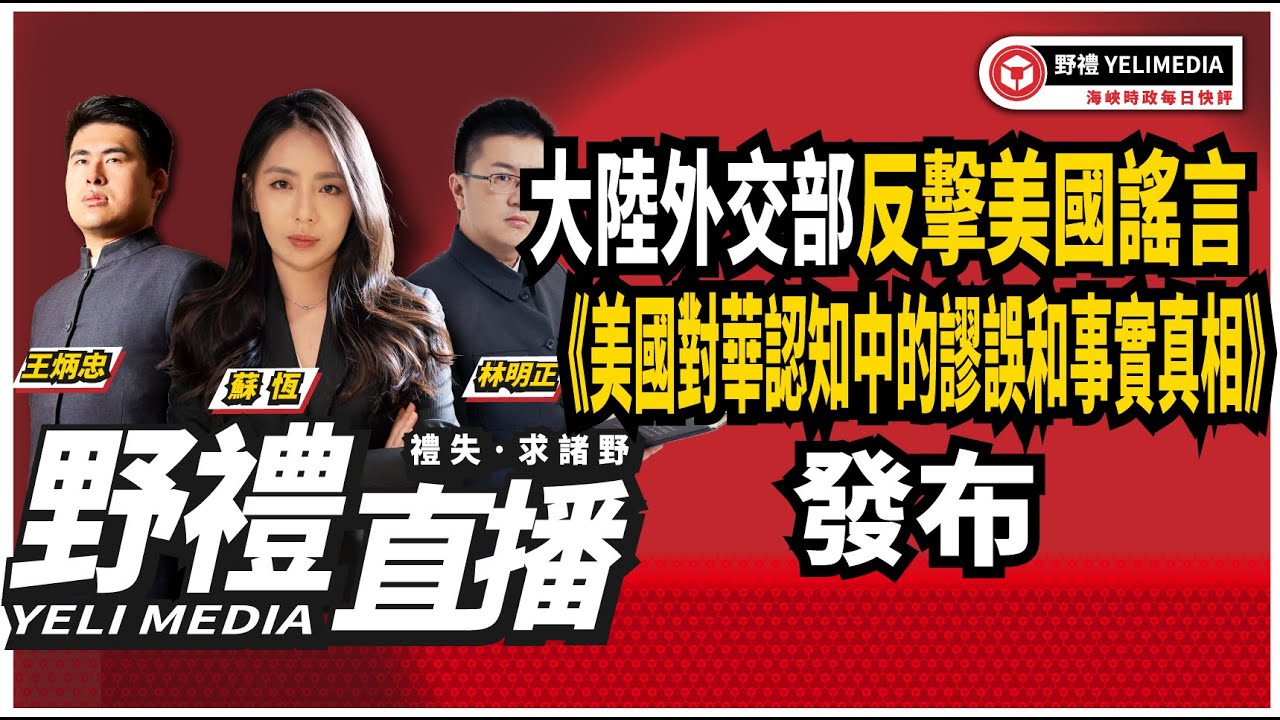 野禮 YELIMEDIA
海峽時政每日快評
大陸外交部反擊美國謠言
《美國對華認知中的謬誤和事實真相》
發布
王炳忠
蘇恆
林明正
禮失·求諸野
野禮直播
YELI MEDIA